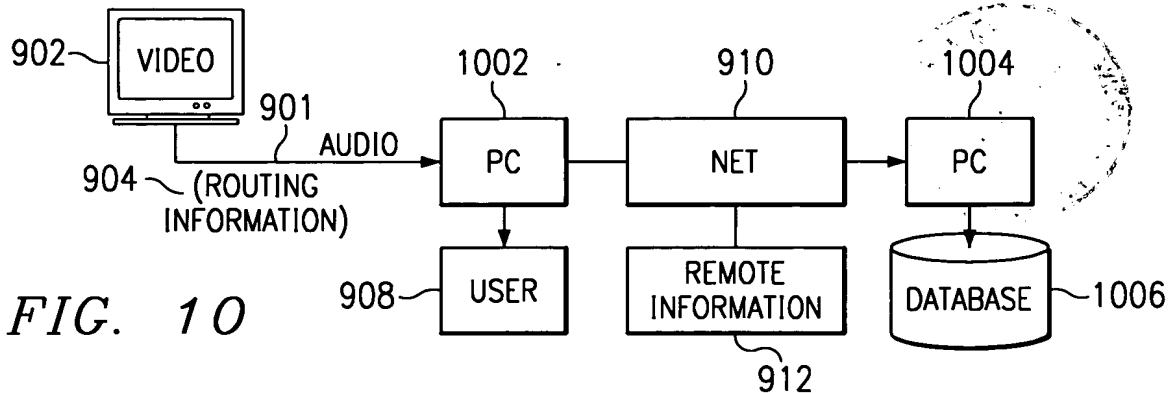 902
VIDEO
901
AUDIO
904
(ROUTING
INFORMATION)
1002
PC
910
NET
1004
PC
908
USER
REMOTE
INFORMATION
912
DATABASE
1006
FIG. 10